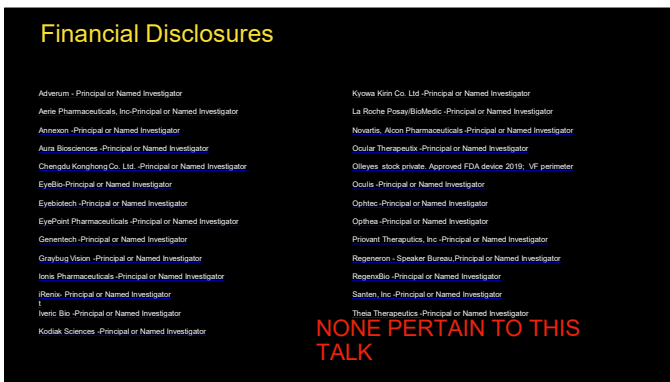 Financial Disclosures
Adverum - Principal or Named Investigator
Aerie Pharmaceuticals, Inc-Principal or Named Investigator
Annexon -Principal or Named Investigator
Aura Biosciences -Principal or Named Investigator
Chengdu Konghong Co. Ltd. -Principal or Named Investigator
EyeBio-Principal or Named Investigator
Eyebiotech -Principal or Named Investigator
EyePoint Pharmaceuticals -Principal or Named Investigator
Genentech -Principal or Named Investigator
Graybug Vision -Principal or Named Investigator
Ionis Pharmaceuticals -Principal or Named Investigator
iRenix- Principal or Named Investigator
t
Iveric Bio -Principal or Named Investigator
Kodiak Sciences -Principal or Named Investigator
Kyowa Kirin Co. Ltd -Principal or Named Investigator
La Roche Posay/BioMedic -Principal or Named Investigator
Novartis, Alcon Pharmaceuticals -Principal or Named Investigator
Ocular Therapeutix -Principal or Named Investigator
Olleyes stock private. Approved FDA device 2019; VF perimeter
Oculis -Principal or Named Investigator
Ophtec -Principal or Named Investigator
Opthea -Principal or Named Investigator
Priovant Theraputics, Inc -Principal or Named Investigator
Regeneron - Speaker Bureau,Principal or Named Investigator
RegenxBio -Principal or Named Investigator
Santen, Inc -Principal or Named Investigator
Theia Therapeutics -Principal or Named Investigator
NONE PERTAIN TO THIS
TALK